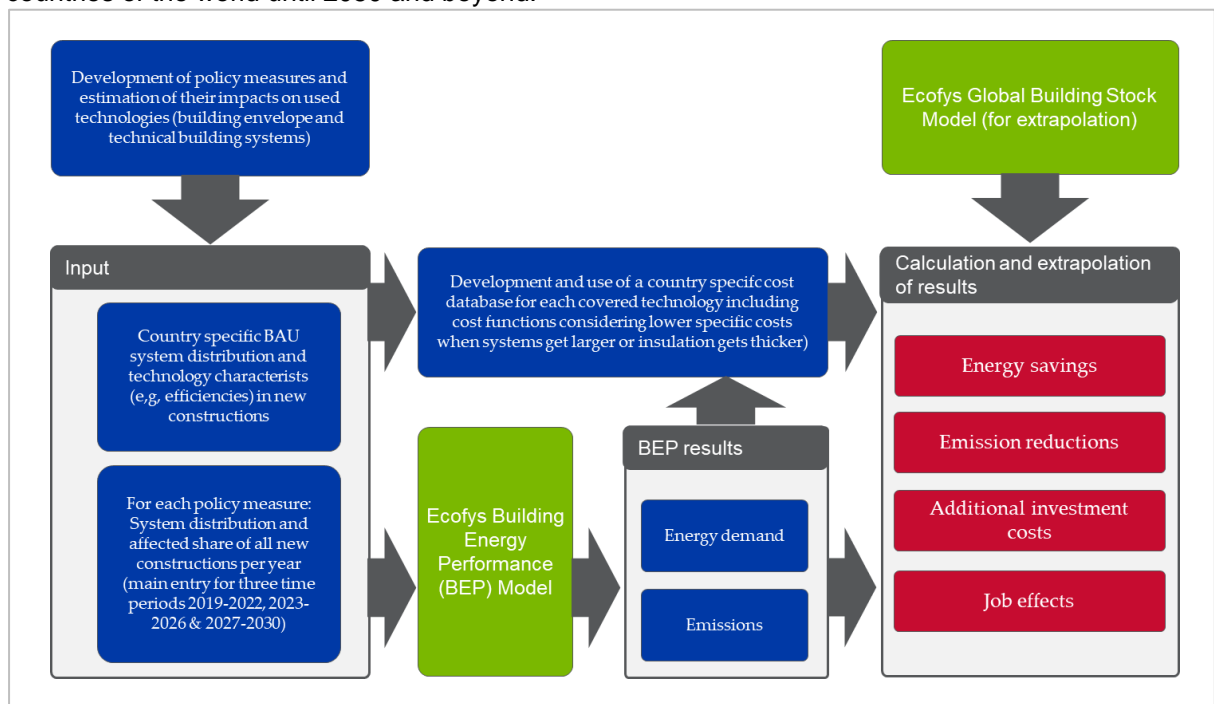 Development of policy measures and
estimation of their impacts on used
technologies (building envelope and
technical building systems)
Ecofys Global Building Stock
Model (for extrapolation)
Input
Country specific BAU
system distribution and
technology characterists
(e,g, efficiencies) in new
constructions
For each policy measure:
System distribution and
affected share of all new
constructions per year
(main entry for three time
periods 2019-2022, 2023-
2026 & 2027-2030)
Development and use of a country specifc cost
database for each covered technology including
cost functions considering lower specific costs
when systems get larger or insulation gets thicker)
Ecofys Building
Energy
Performance
(BEP) Model
BEP results
Energy demand
Emissions
Calculation and extrapolation
of results
Energy savings
Emission reductions
Additional investment
costs
Job effects